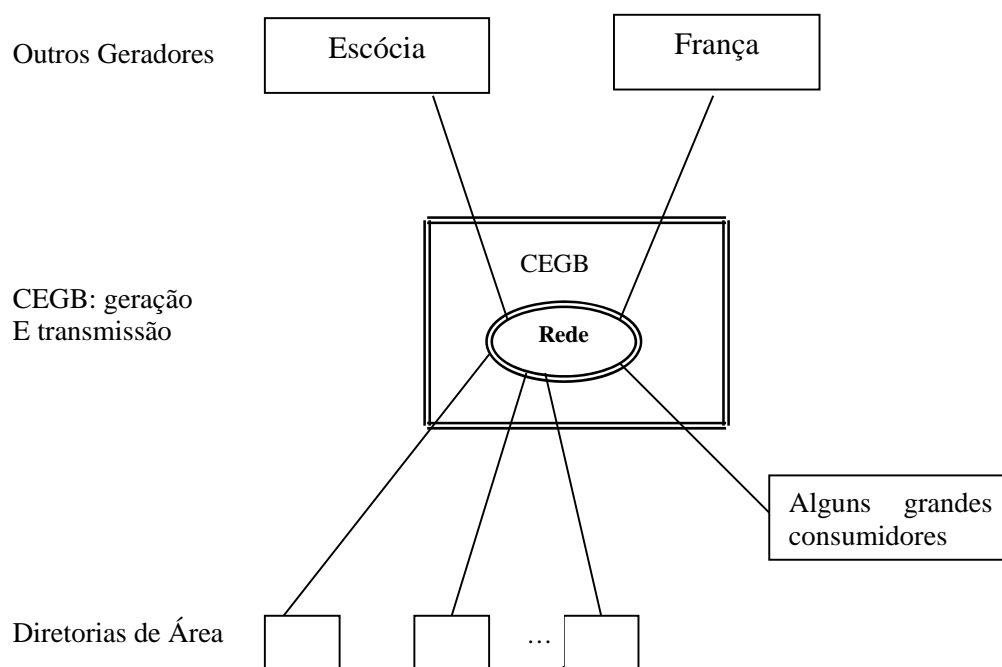 Outros Geradores
Escócia
França
CEGB: geração
E transmissão
CEGB
Rede
Alguns grandes
consumidores
Diretorias de Área
...